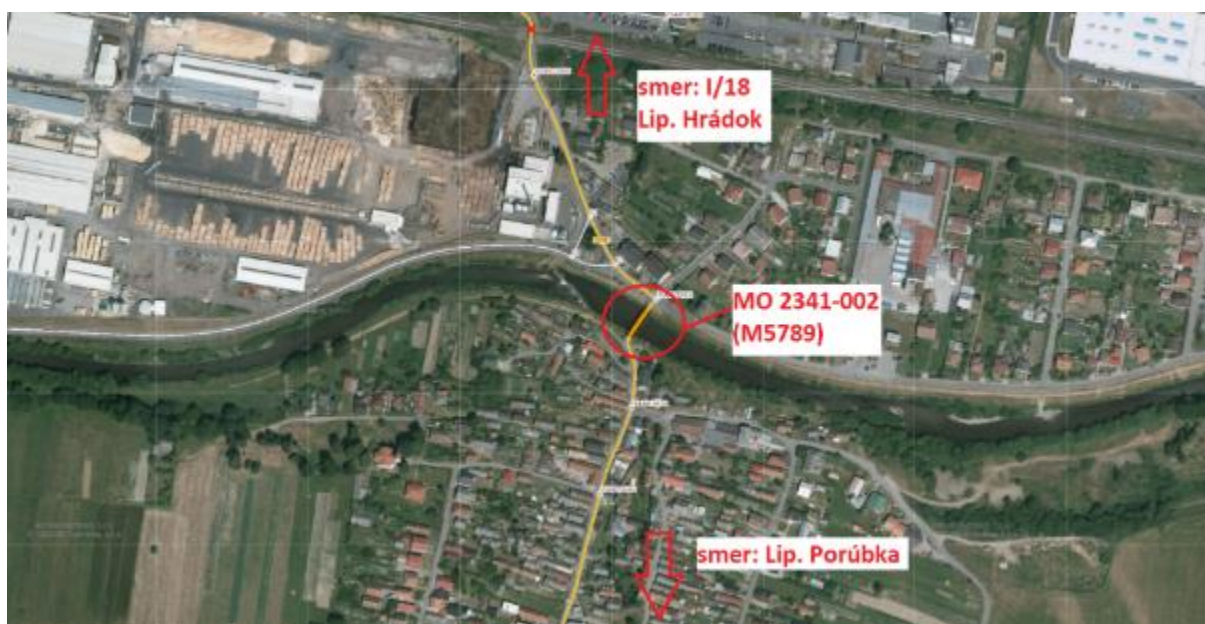 smer: I/18
Lip. Hrádok
MO 2341-002
(M5789)
smer: Lip. Porúbka